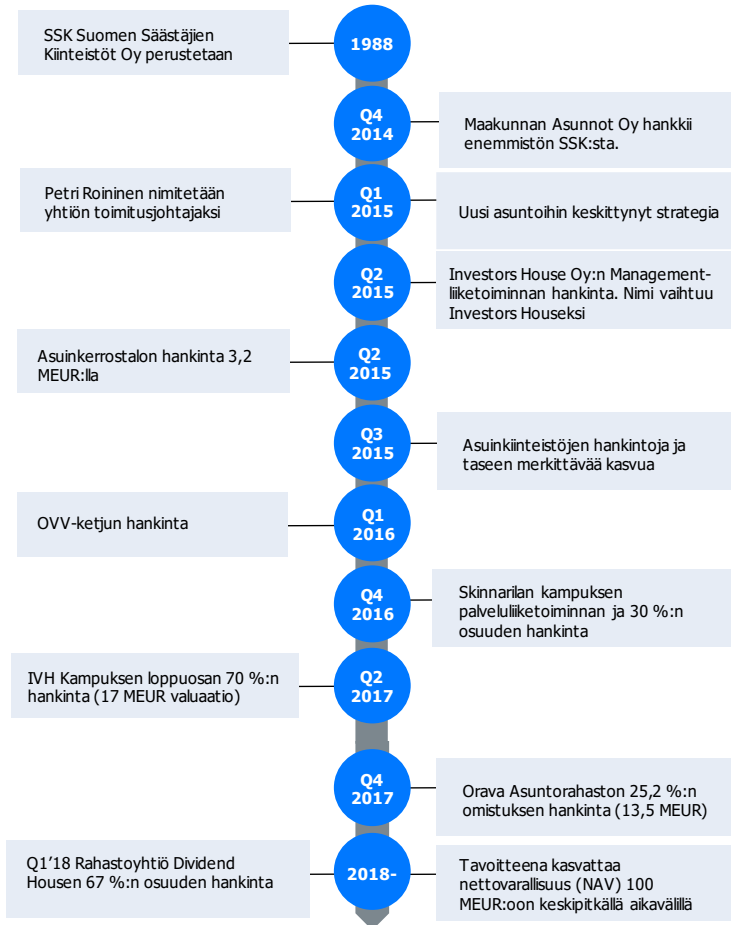 SSK Suomen Säästäjien
Kiinteistöt Oy perustetaan
1988
Q4
2014
Maakunnan Asunnot Oy hankkii
enemmistön SSK:sta.
Petri Roininen nimitetään
yhtiön toimitusjohtajaksi
Q1
2015
Uusi asuntoihin keskittynyt strategia
Q2
2015
Investors House Oy:n Management-
liiketoiminnan hankinta. Nimi vaihtuu
Investors Houseksi
Asuinkerrostalon hankinta 3,2
MEUR:lla
Q2
2015
Q3
2015
Asuinkiinteistöjen hankintoja ja
taseen merkittävää kasvua
OVV-ketjun hankinta
Q1
2016
Q4
2016
Skinnarilan kampuksen
palveluliiketoiminnan ja 30 %:n
osuuden hankinta
IVH Kampuksen loppuosan 70 %:n
hankinta (17 MEUR valuaatio)
Q2
2017
Q4
2017
Orava Asuntorahaston 25,2 %:n
omistuksen hankinta (13,5 MEUR)
Q1’18 Rahastoyhtiö Dividend
Housen 67 %:n osuuden hankinta
2018-
Tavoitteena kasvattaa
nettovarallisuus (NAV) 100
MEUR:oon keskipitkällä aikavälillä